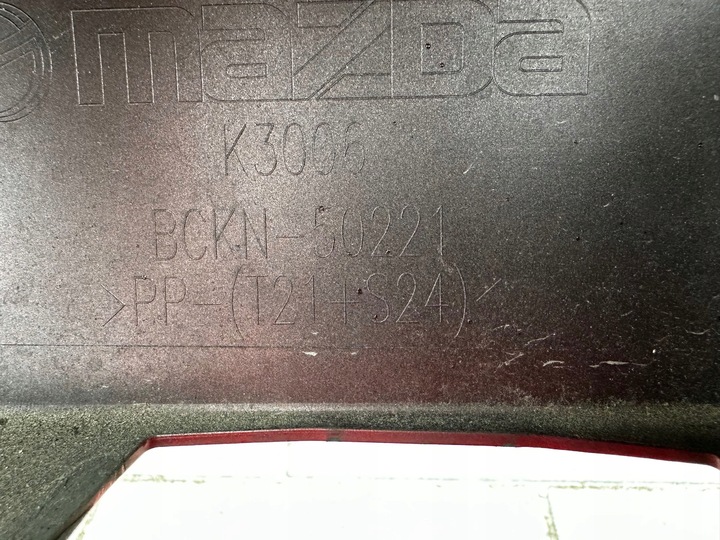 mazda
K3006
BCKN-50221
>PP-(T21+S24)<